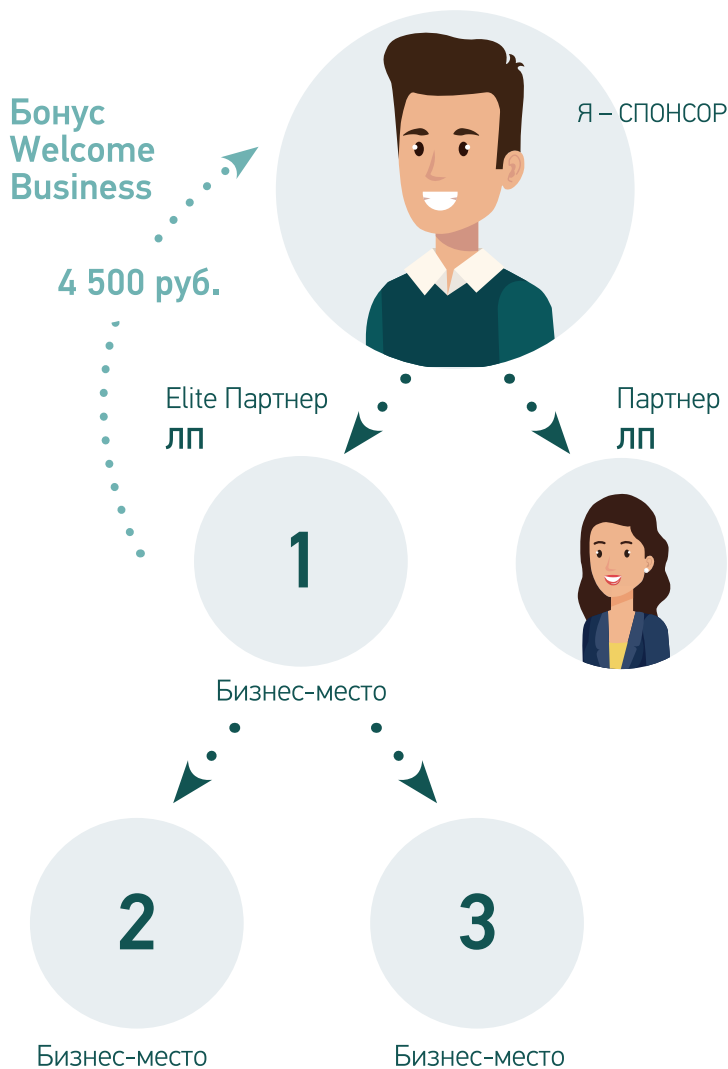 Бонус
Welcome
Business
Я – СПОНСОР
4 500 руб.
Elite Партнер
ЛП
Партнер
ЛП
1
Бизнес-место
2
3
Бизнес-место
Бизнес-место